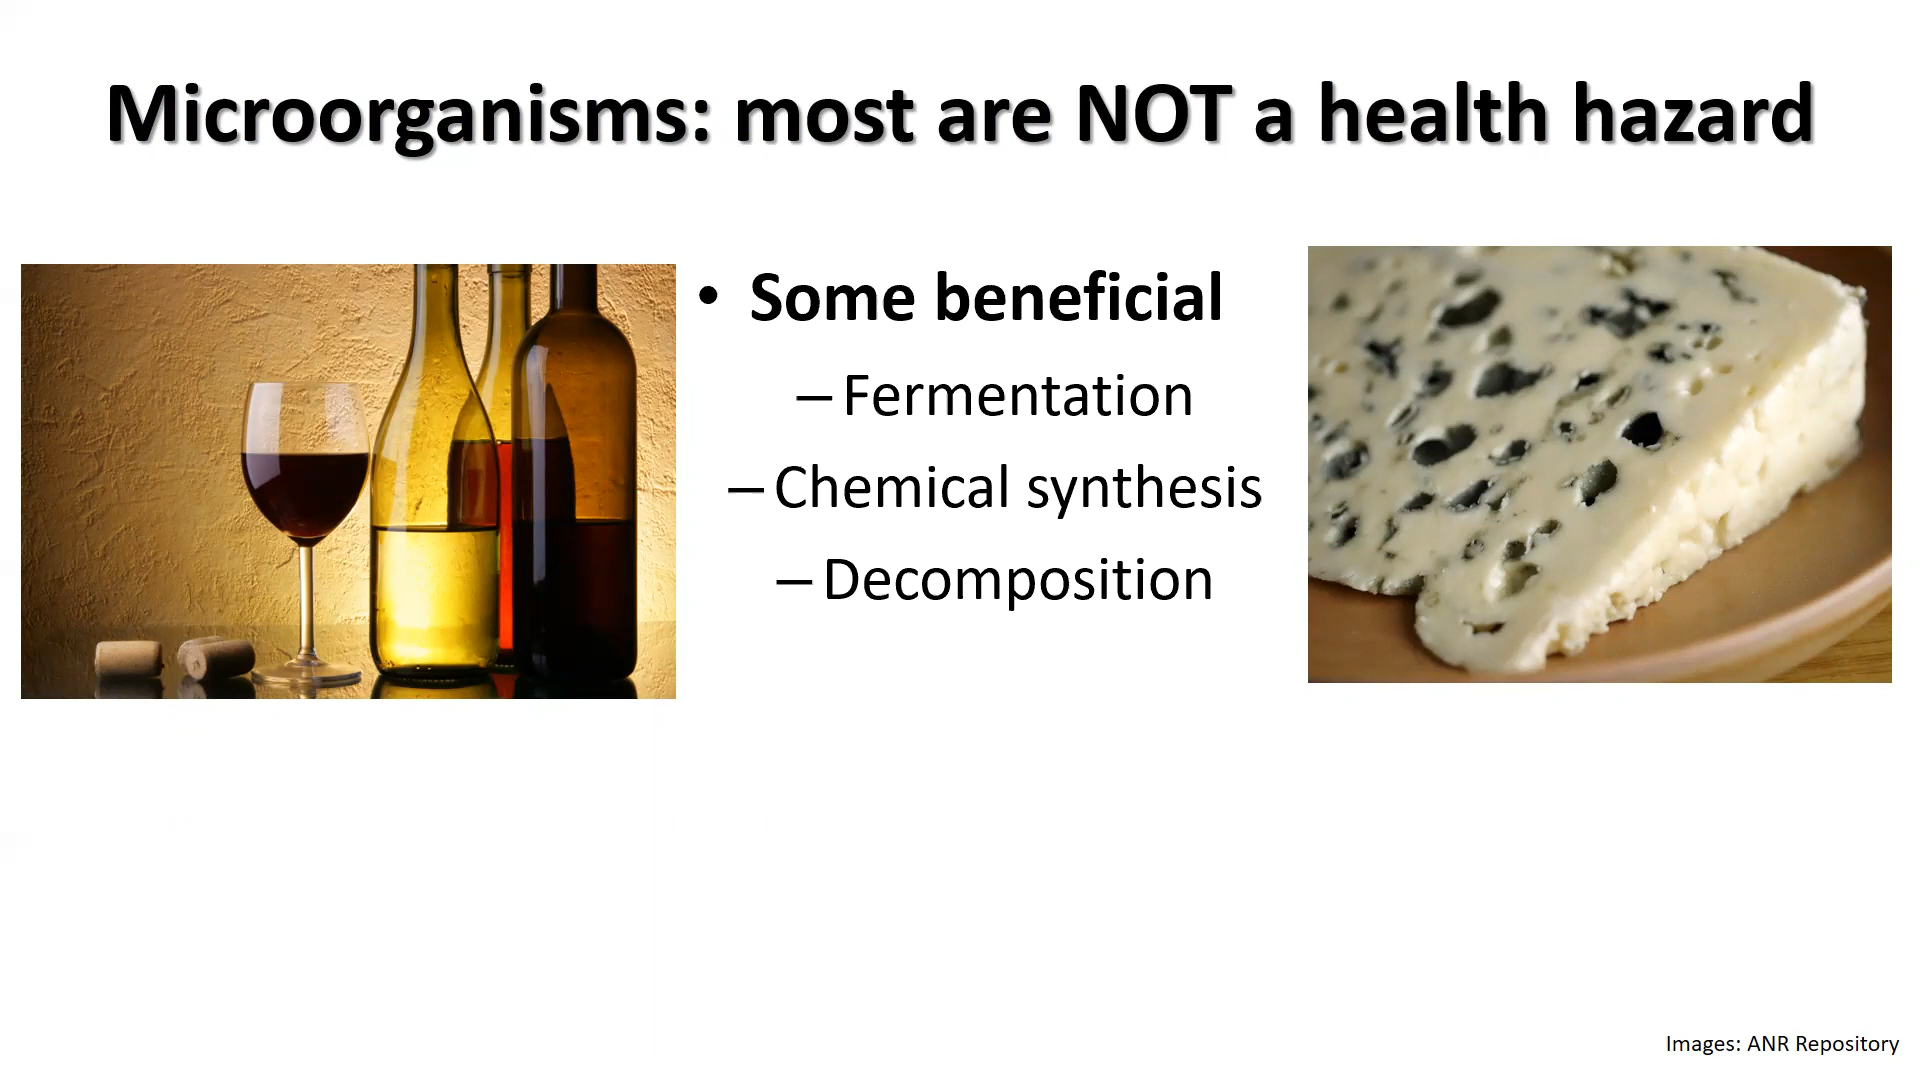 Microorganisms: most are NOT a health hazard
• Some beneficial
– Fermentation
– Chemical synthesis
– Decomposition
Images: ANR Repository